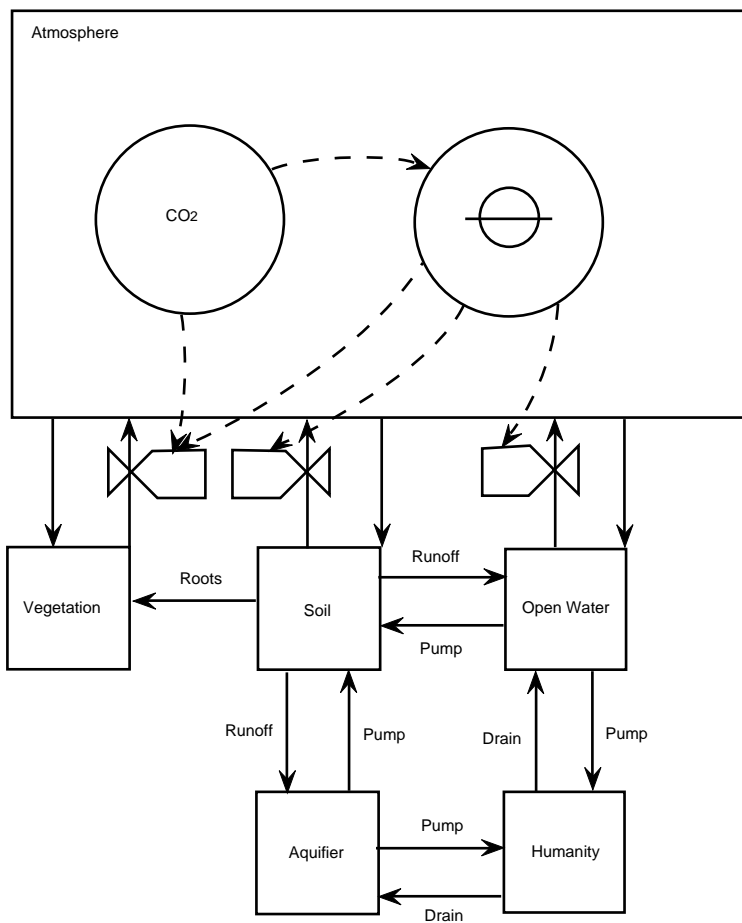 Atmosphere
CO2
Runoff
Roots
Vegetation
Soil
Open Water
Pump
Runoff
Pump
Drain
Pump
Pump
Aquifier
Humanity
Drain